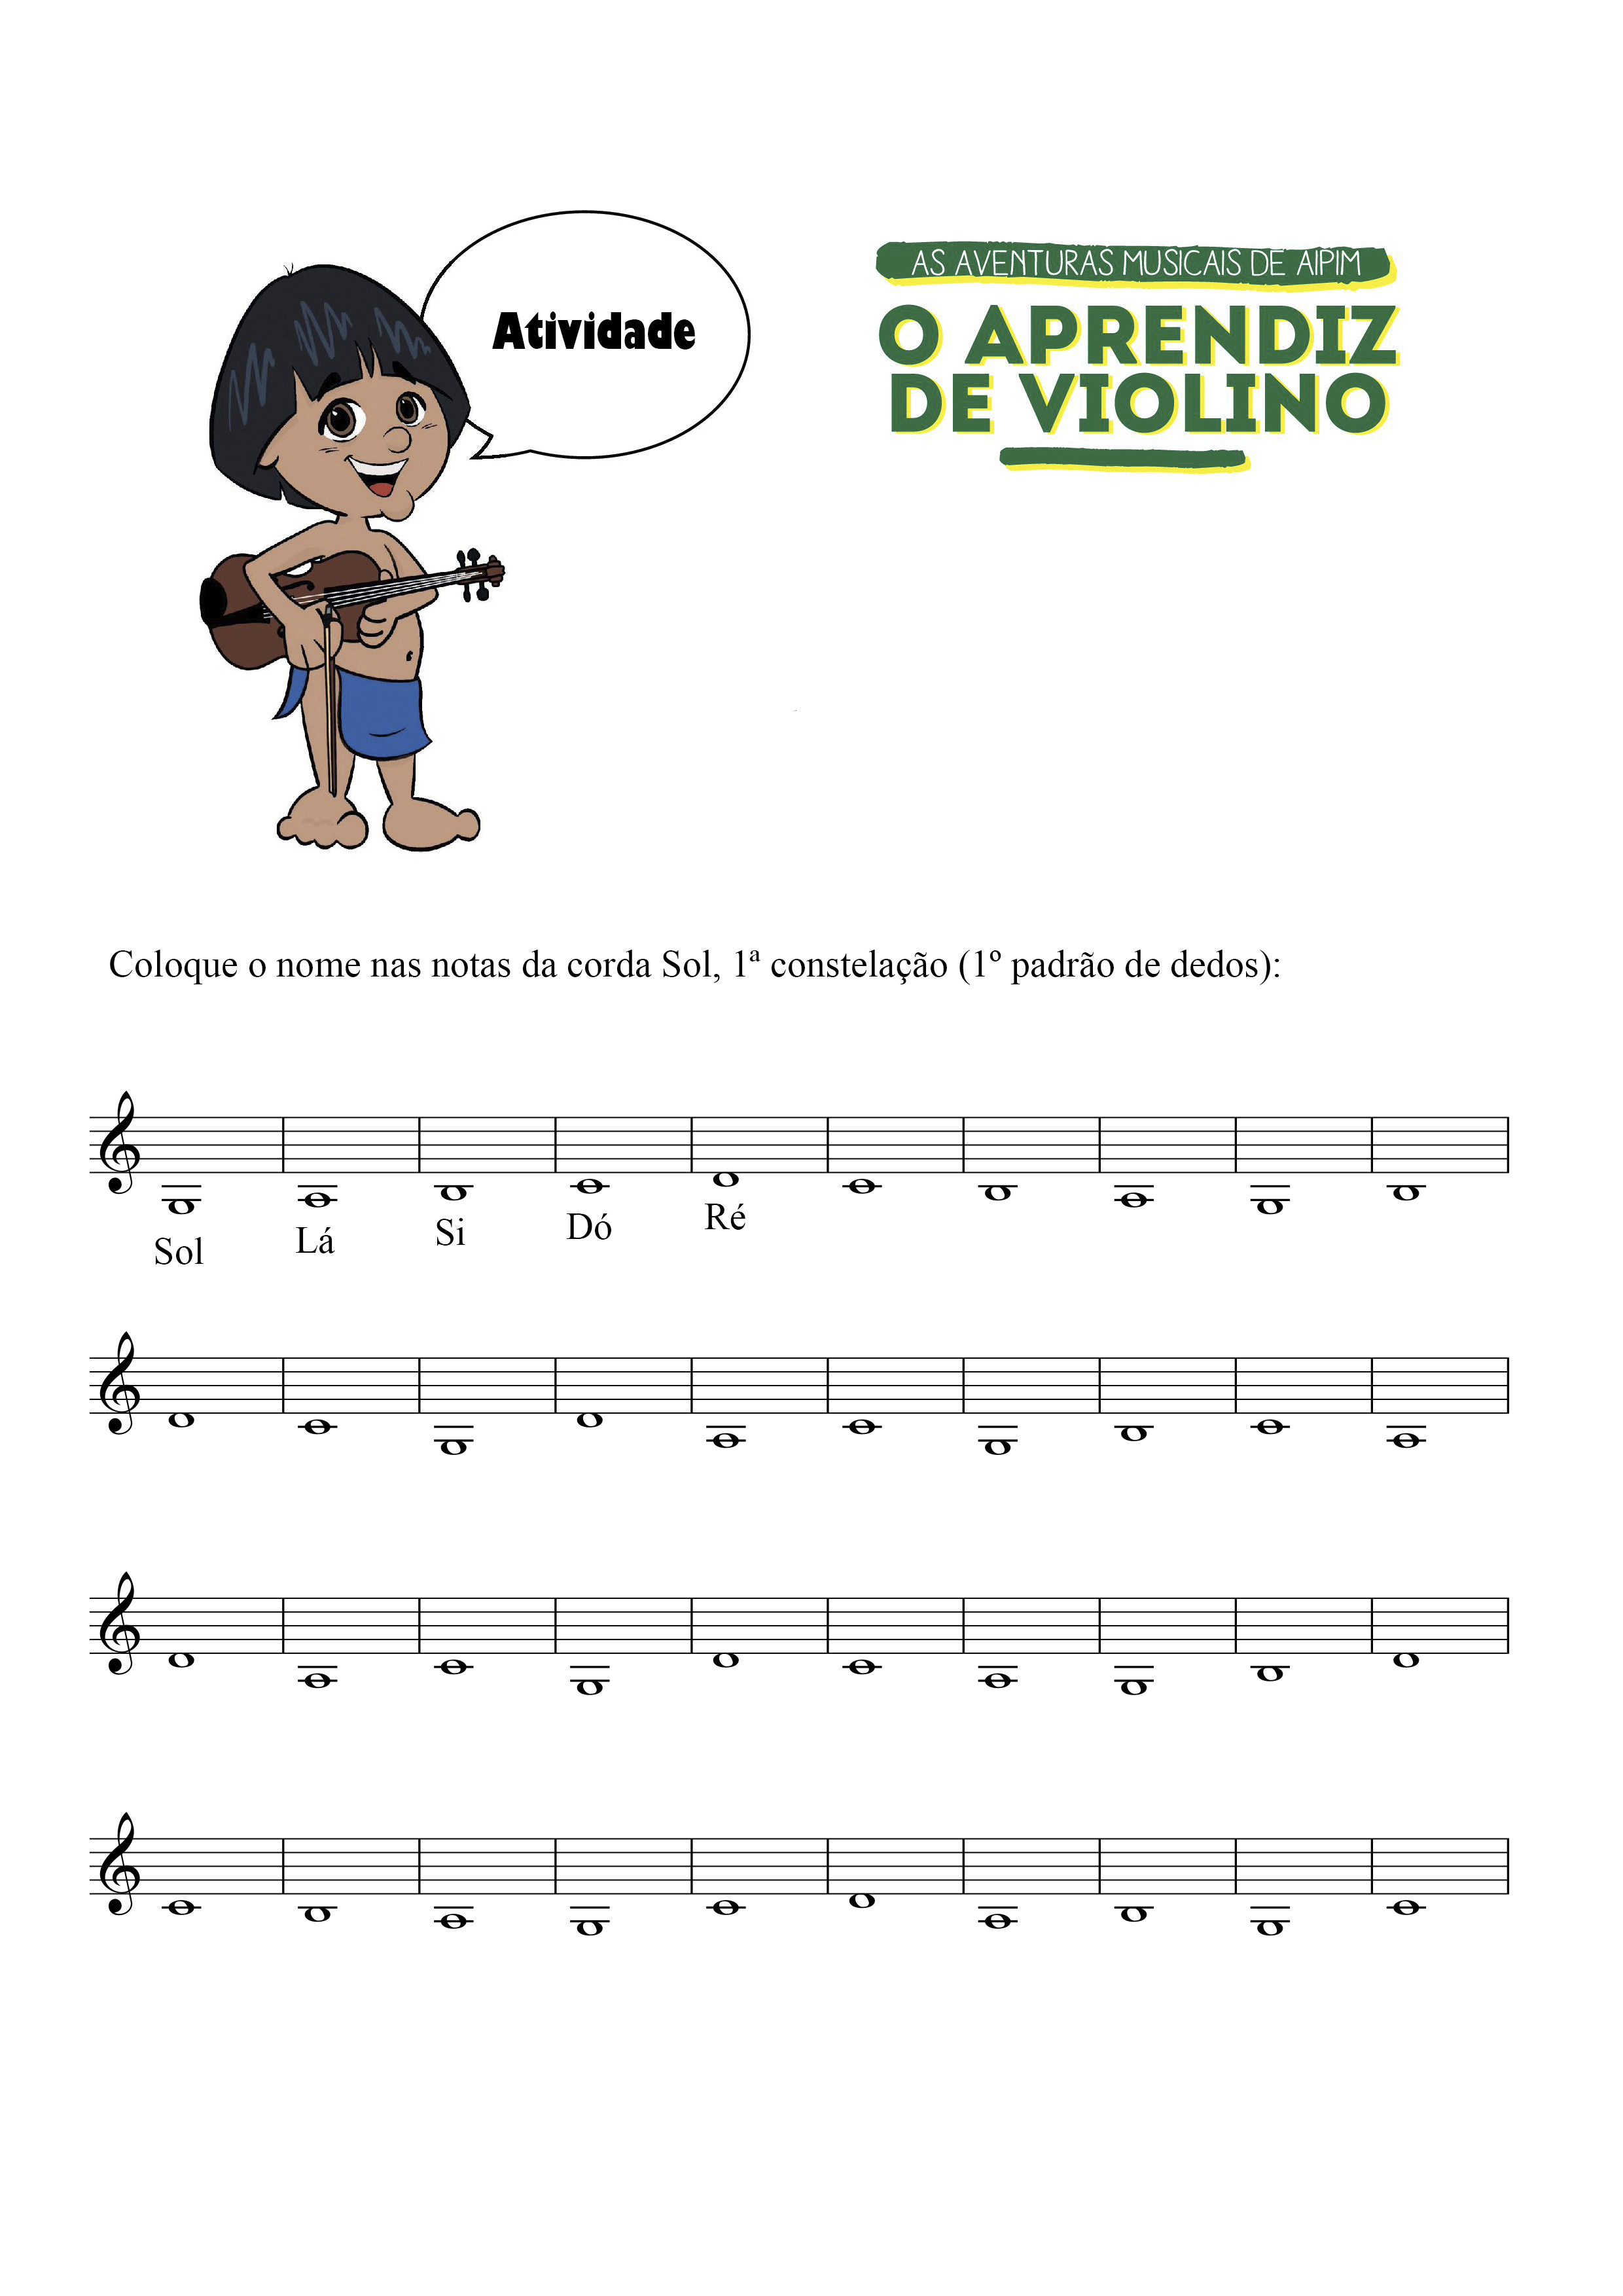 Atividade
AS AVENTURAS MUSICAIS DE AIPIM
O APRENDIZ
DE VIOLINO
Coloque o nome nas notas da corda Sol, 1ª constelação (1º padrão de dedos):
Sol Lá Si Dó Ré